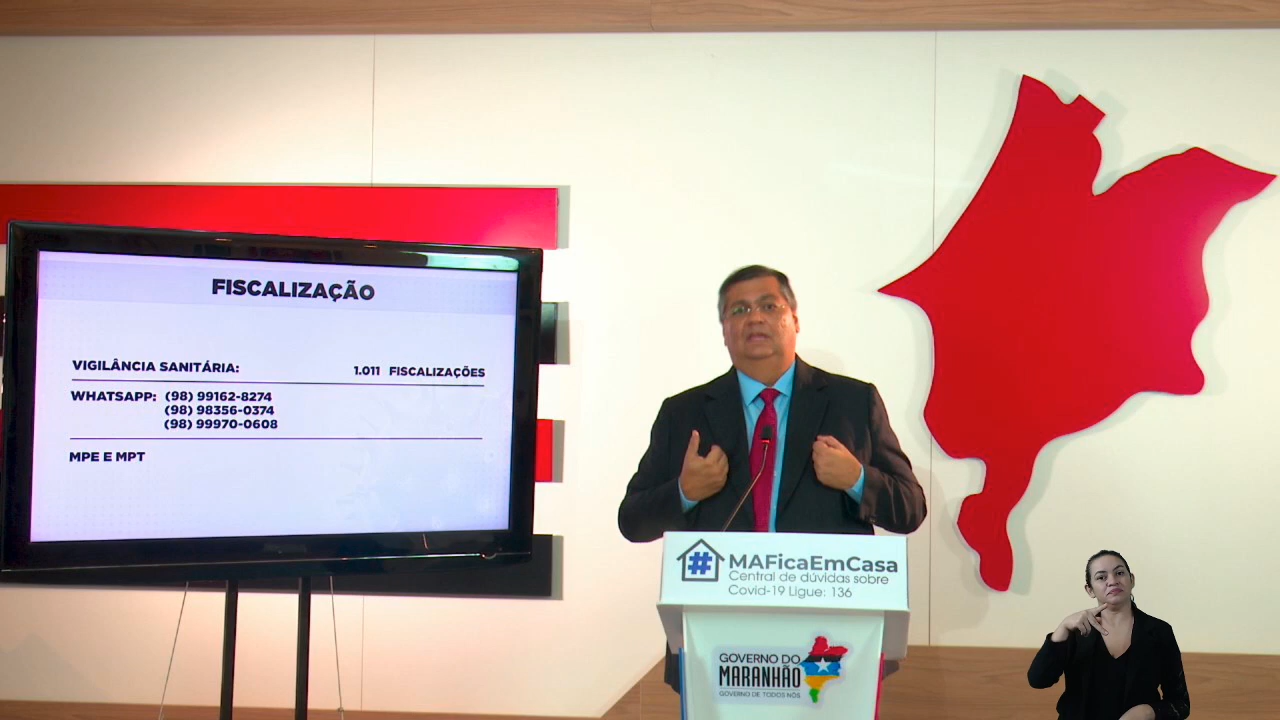 FISCALIZAÇÃO
VIGILÂNCIA SANITÁRIA: 1.011 FISCALIZAÇÕES
WHATSAPP: (98) 99162-8274
(98) 98356-0374
(98) 99970-0608
MPE E MPT
#MAFicaEmCasa
Central de dúvidas sobre
Covid-19 Ligue: 136
GOVERNO DO
MARANHÃO
GOVERNO DE TODOS NÓS